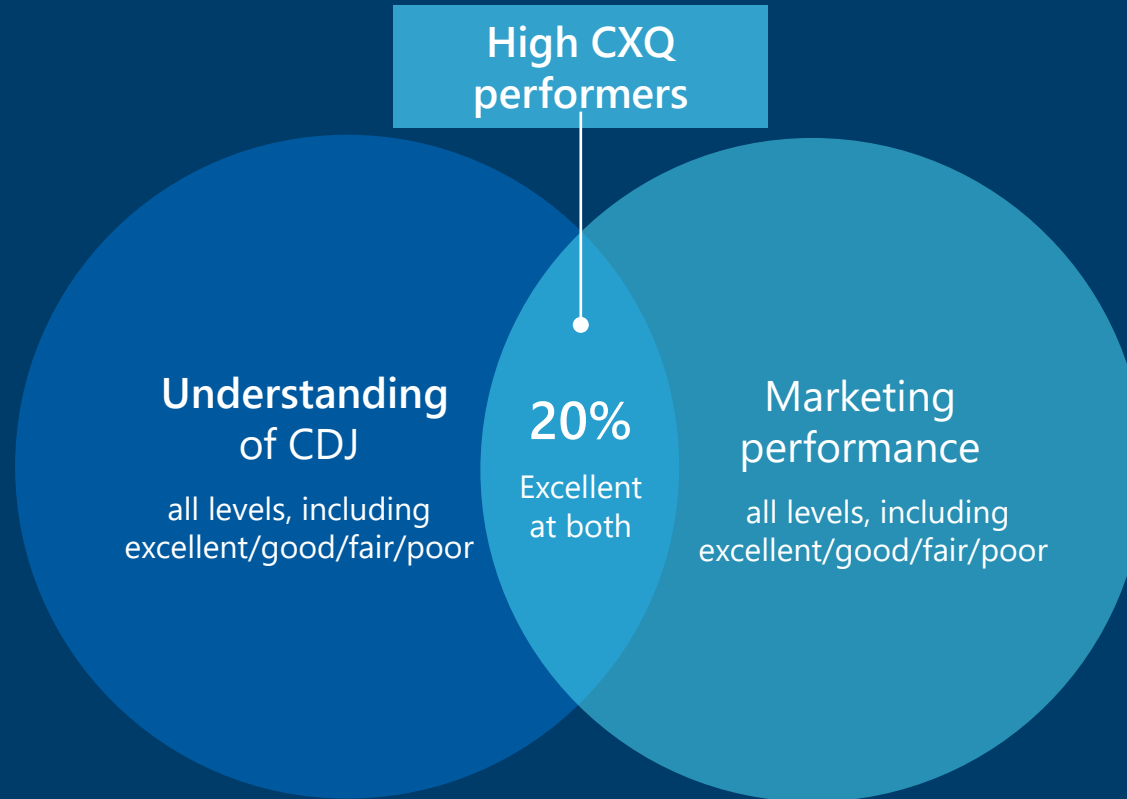 High CXQ
performers
Understanding
of CDJ
all levels, including
excellent/good/fair/poor
20%
Excellent
at both
Marketing
performance
all levels, including
excellent/good/fair/poor